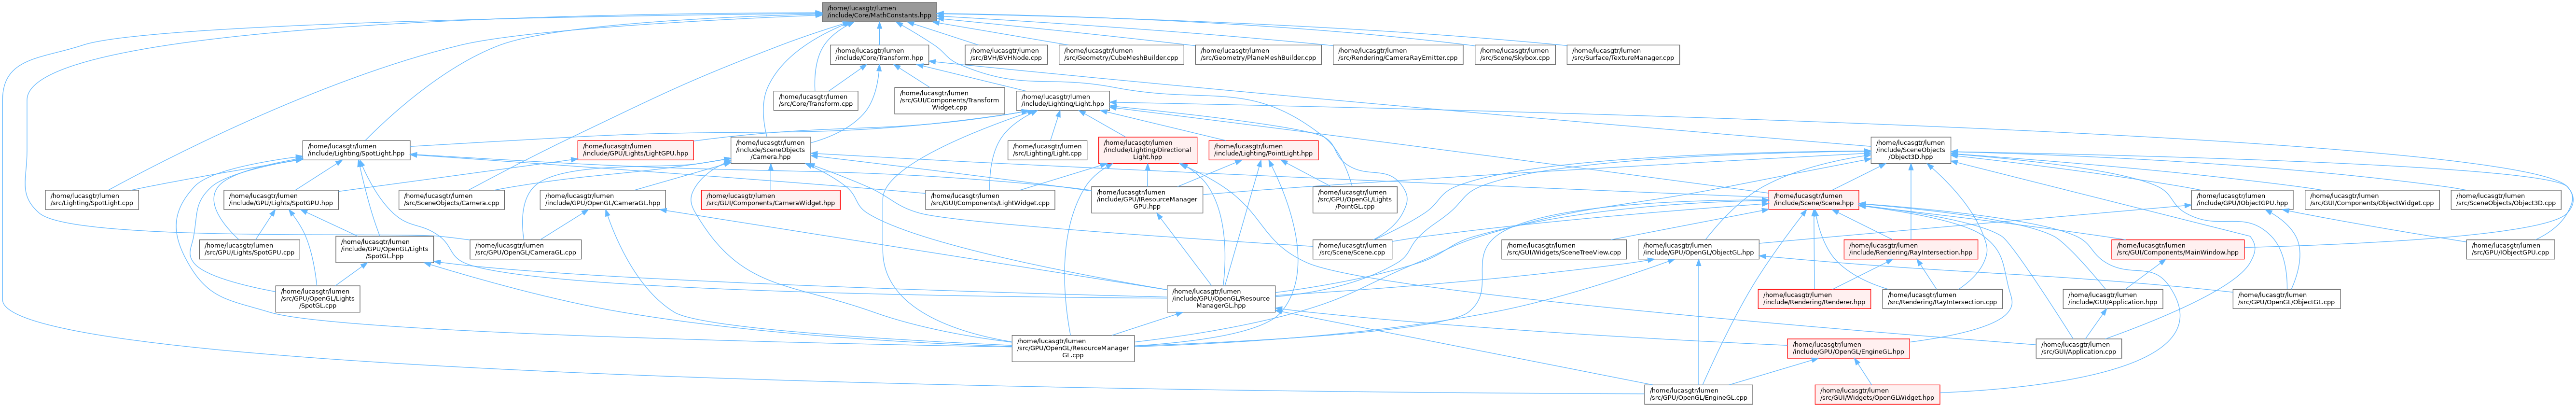 /home/lucasgtr/lumen
/include/Core/MathConstants.hpp
/home/lucasgtr/lumen
/include/Core/Transform.hpp
/home/lucasgtr/lumen
/src/BVH/BVHNode.cpp
/home/lucasgtr/lumen
/src/Geometry/CubeMeshBuilder.cpp
/home/lucasgtr/lumen
/src/Geometry/PlaneMeshBuilder.cpp
/home/lucasgtr/lumen
/src/Rendering/CameraRayEmitter.cpp
/home/lucasgtr/lumen
/src/Scene/Skybox.cpp
/home/lucasgtr/lumen
/src/Surface/TextureManager.cpp
/home/lucasgtr/lumen
/src/Core/Transform.cpp
/home/lucasgtr/lumen
/src/GUI/Components/Transform
Widget.cpp
/home/lucasgtr/lumen
/include/Lighting/Light.hpp
/home/lucasgtr/lumen
/include/Lighting/SpotLight.hpp
/home/lucasgtr/lumen
/include/GPU/Lights/LightGPU.hpp
/home/lucasgtr/lumen
/include/SceneObjects
/Camera.hpp
/home/lucasgtr/lumen
/src/Lighting/Light.cpp
/home/lucasgtr/lumen
/include/Lighting/Directional
Light.hpp
/home/lucasgtr/lumen
/include/Lighting/PointLight.hpp
/home/lucasgtr/lumen
/include/SceneObjects
/Object3D.hpp
/home/lucasgtr/lumen
/src/Lighting/SpotLight.cpp
/home/lucasgtr/lumen
/include/GPU/Lights/SpotGPU.hpp
/home/lucasgtr/lumen
/src/SceneObjects/Camera.cpp
/home/lucasgtr/lumen
/include/GPU/OpenGL/CameraGL.hpp
/home/lucasgtr/lumen
/src/GUI/Components/CameraWidget.hpp
/home/lucasgtr/lumen
/src/GUI/Components/LightWidget.cpp
/home/lucasgtr/lumen
/include/GPU/IResourceManager
GPU.hpp
/home/lucasgtr/lumen
/src/GPU/OpenGL/Lights
/PointGL.cpp
/home/lucasgtr/lumen
/include/Scene/Scene.hpp
/home/lucasgtr/lumen
/include/GPU/IObjectGPU.hpp
/home/lucasgtr/lumen
/src/GUI/Components/ObjectWidget.cpp
/home/lucasgtr/lumen
/src/SceneObjects/Object3D.cpp
/home/lucasgtr/lumen
/src/GPU/Lights/SpotGPU.cpp
/home/lucasgtr/lumen
/include/GPU/OpenGL/Lights
/SpotGL.hpp
/home/lucasgtr/lumen
/src/GPU/OpenGL/CameraGL.cpp
/home/lucasgtr/lumen
/src/Scene/Scene.cpp
/home/lucasgtr/lumen
/src/GUI/Widgets/SceneTreeView.cpp
/home/lucasgtr/lumen
/include/GPU/OpenGL/ObjectGL.hpp
/home/lucasgtr/lumen
/include/Rendering/RayIntersection.hpp
/home/lucasgtr/lumen
/src/GUI/Components/MainWindow.hpp
/home/lucasgtr/lumen
/src/GPU/IObjectGPU.cpp
/home/lucasgtr/lumen
/src/GPU/OpenGL/Lights
/SpotGL.cpp
/home/lucasgtr/lumen
/include/GPU/OpenGL/Resource
ManagerGL.hpp
/home/lucasgtr/lumen
/include/Rendering/Renderer.hpp
/home/lucasgtr/lumen
/src/Rendering/RayIntersection.cpp
/home/lucasgtr/lumen
/include/GUI/Application.hpp
/home/lucasgtr/lumen
/src/GPU/OpenGL/ObjectGL.cpp
/home/lucasgtr/lumen
/src/GPU/OpenGL/ResourceManager
GL.cpp
/home/lucasgtr/lumen
/include/GPU/OpenGL/EngineGL.hpp
/home/lucasgtr/lumen
/src/GUI/Application.cpp
/home/lucasgtr/lumen
/src/GPU/OpenGL/EngineGL.cpp
/home/lucasgtr/lumen
/src/GUI/Widgets/OpenGLWidget.hpp